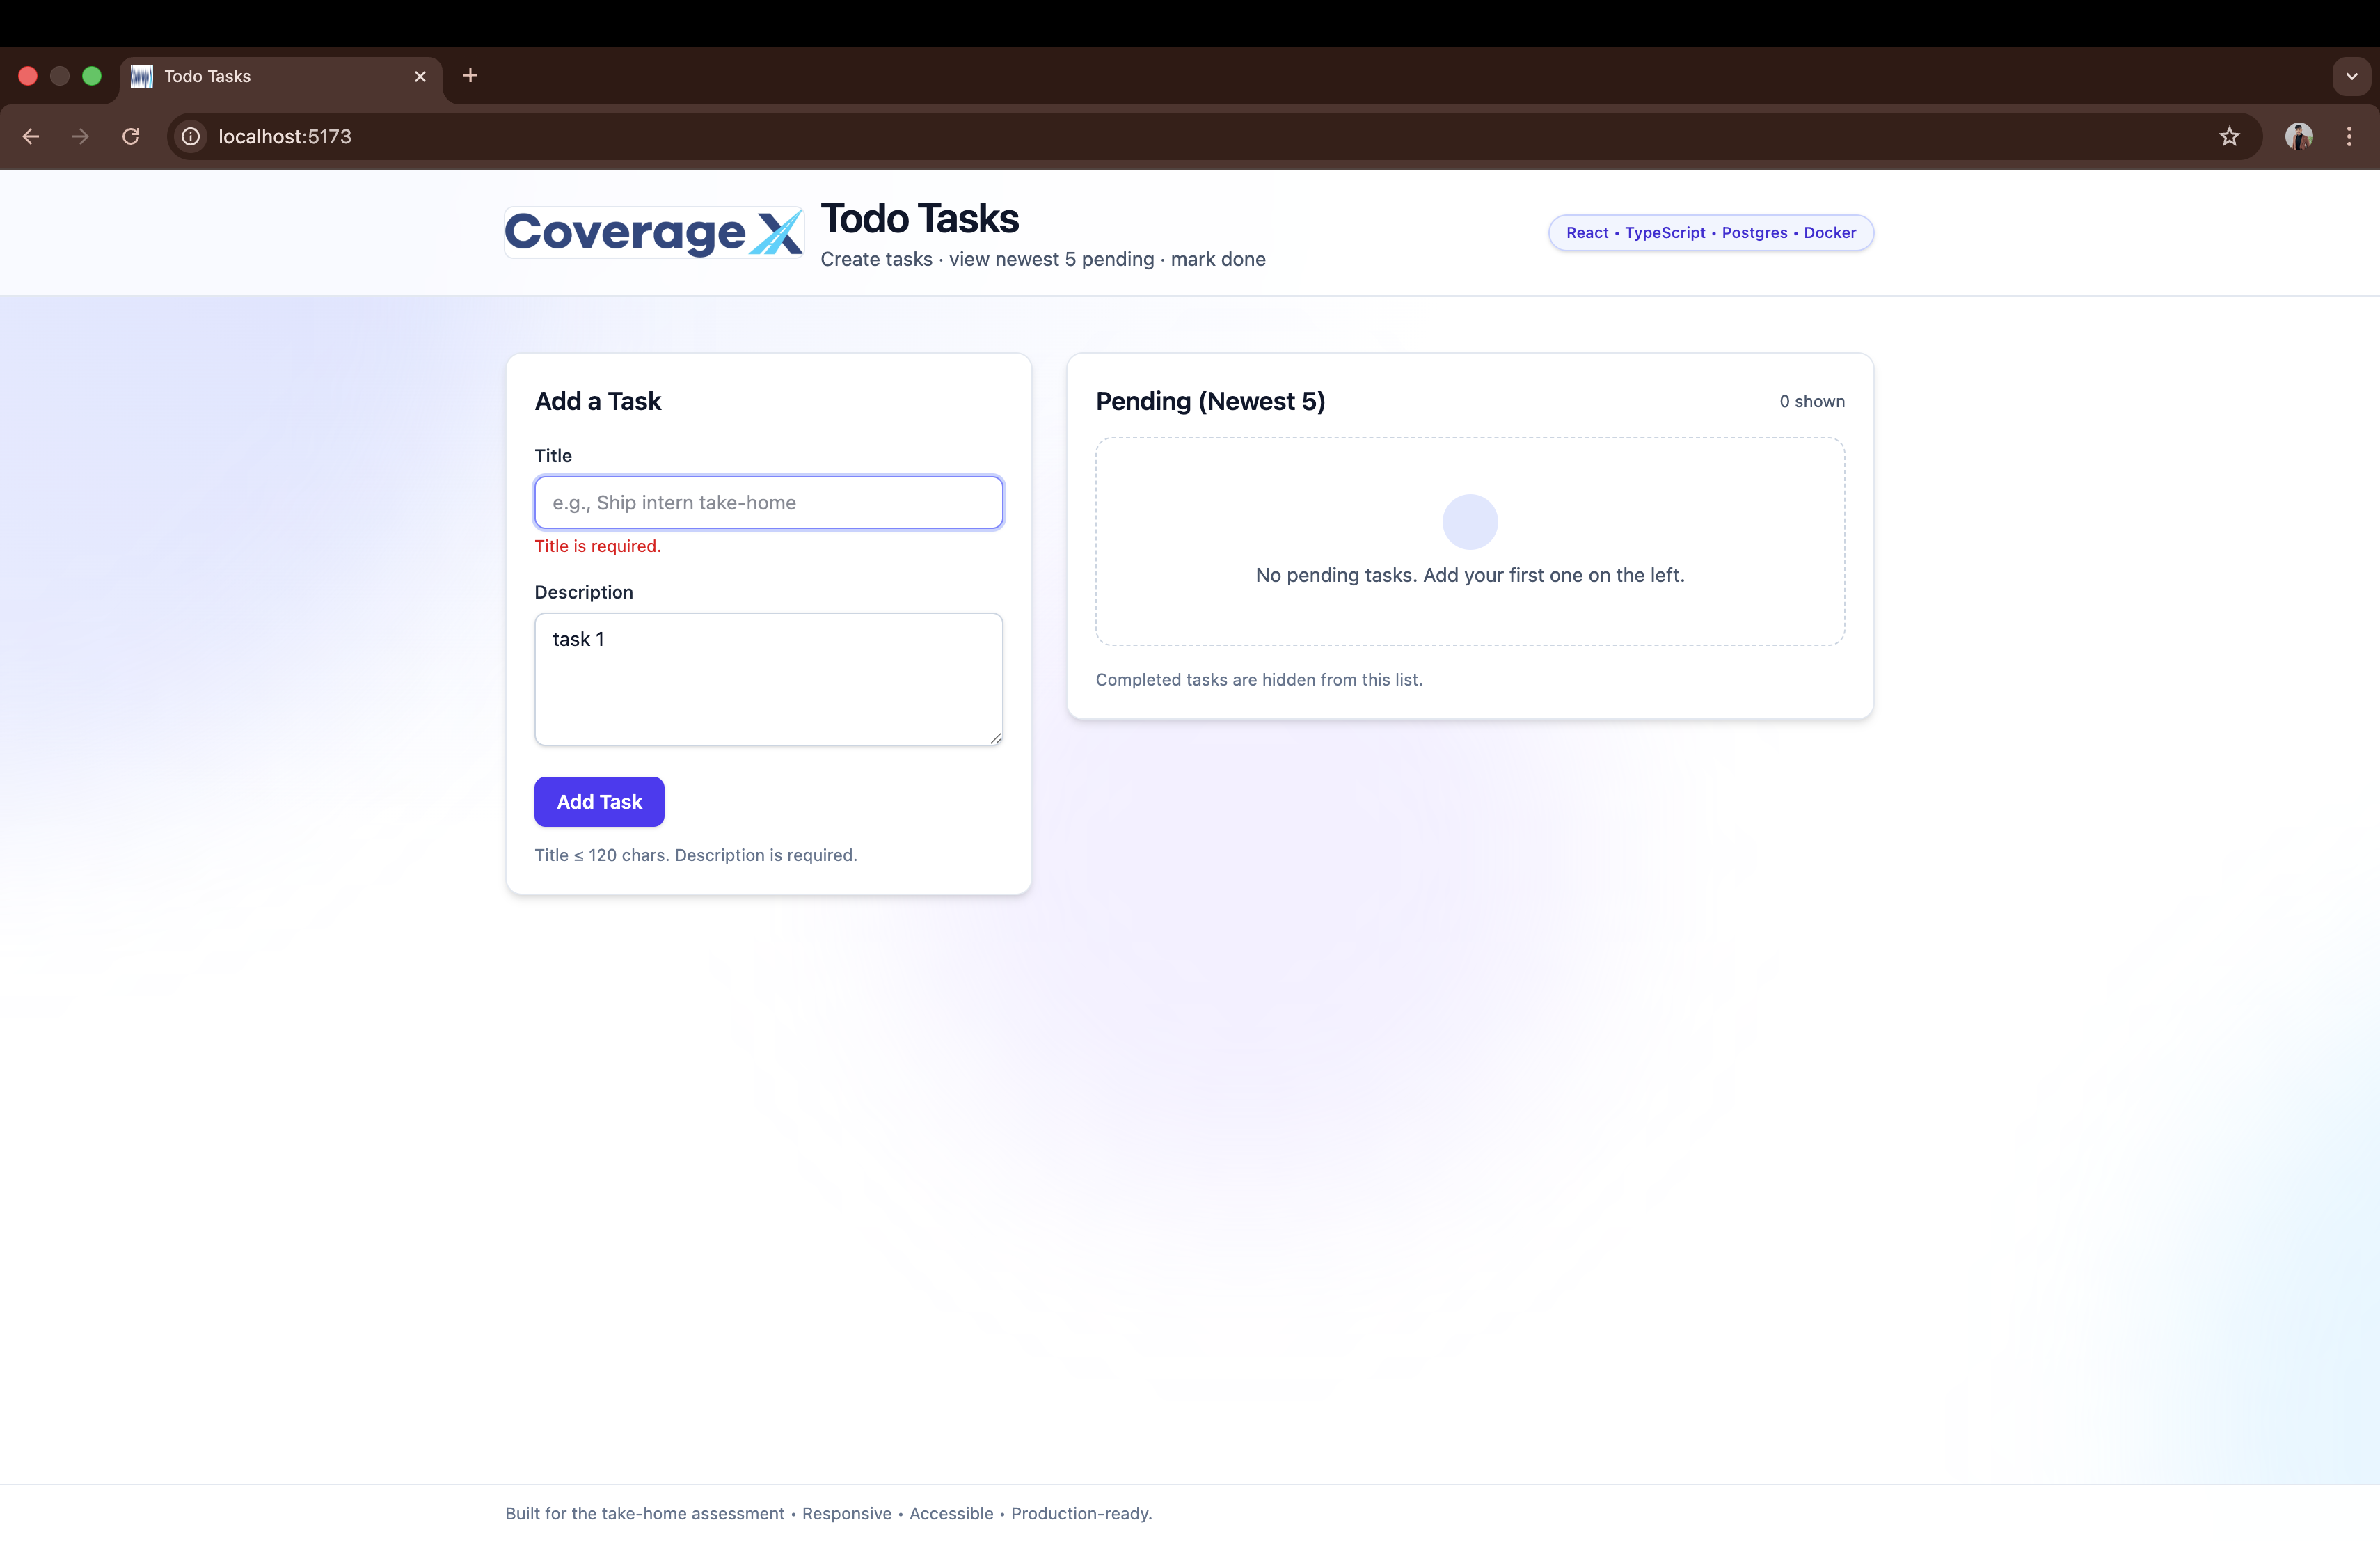 Todo Tasks
localhost:5173
Coverage X
Todo Tasks
Create tasks · view newest 5 pending · mark done
React • TypeScript • Postgres • Docker
Add a Task
Title
e.g., Ship intern take-home
Title is required.
Description
task 1
Add Task
Title ≤ 120 chars. Description is required.
Pending (Newest 5)
0 shown
No pending tasks. Add your first one on the left.
Completed tasks are hidden from this list.
Built for the take-home assessment • Responsive • Accessible • Production-ready.